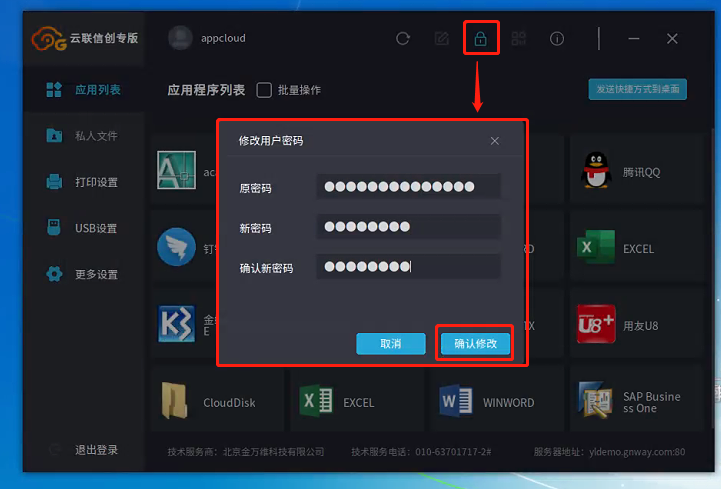 云联信创专版
appcloud
应用列表
应用程序列表
批量操作
发送快捷方式到桌面
私人文件
打印设置
USB设置
更多设置
退出登录
修改用户密码
原密码
新密码
确认新密码
取消
确认修改
ac
腾讯QQ
钉
EXCEL
金
E
用友U8
CloudDisk
EXCEL
WINWORD
SAP Busine
ss One
技术服务商：北京金万维科技有限公司
技术服务电话：010-63701717-2#
服务器地址：yldemo.gnway.com:80